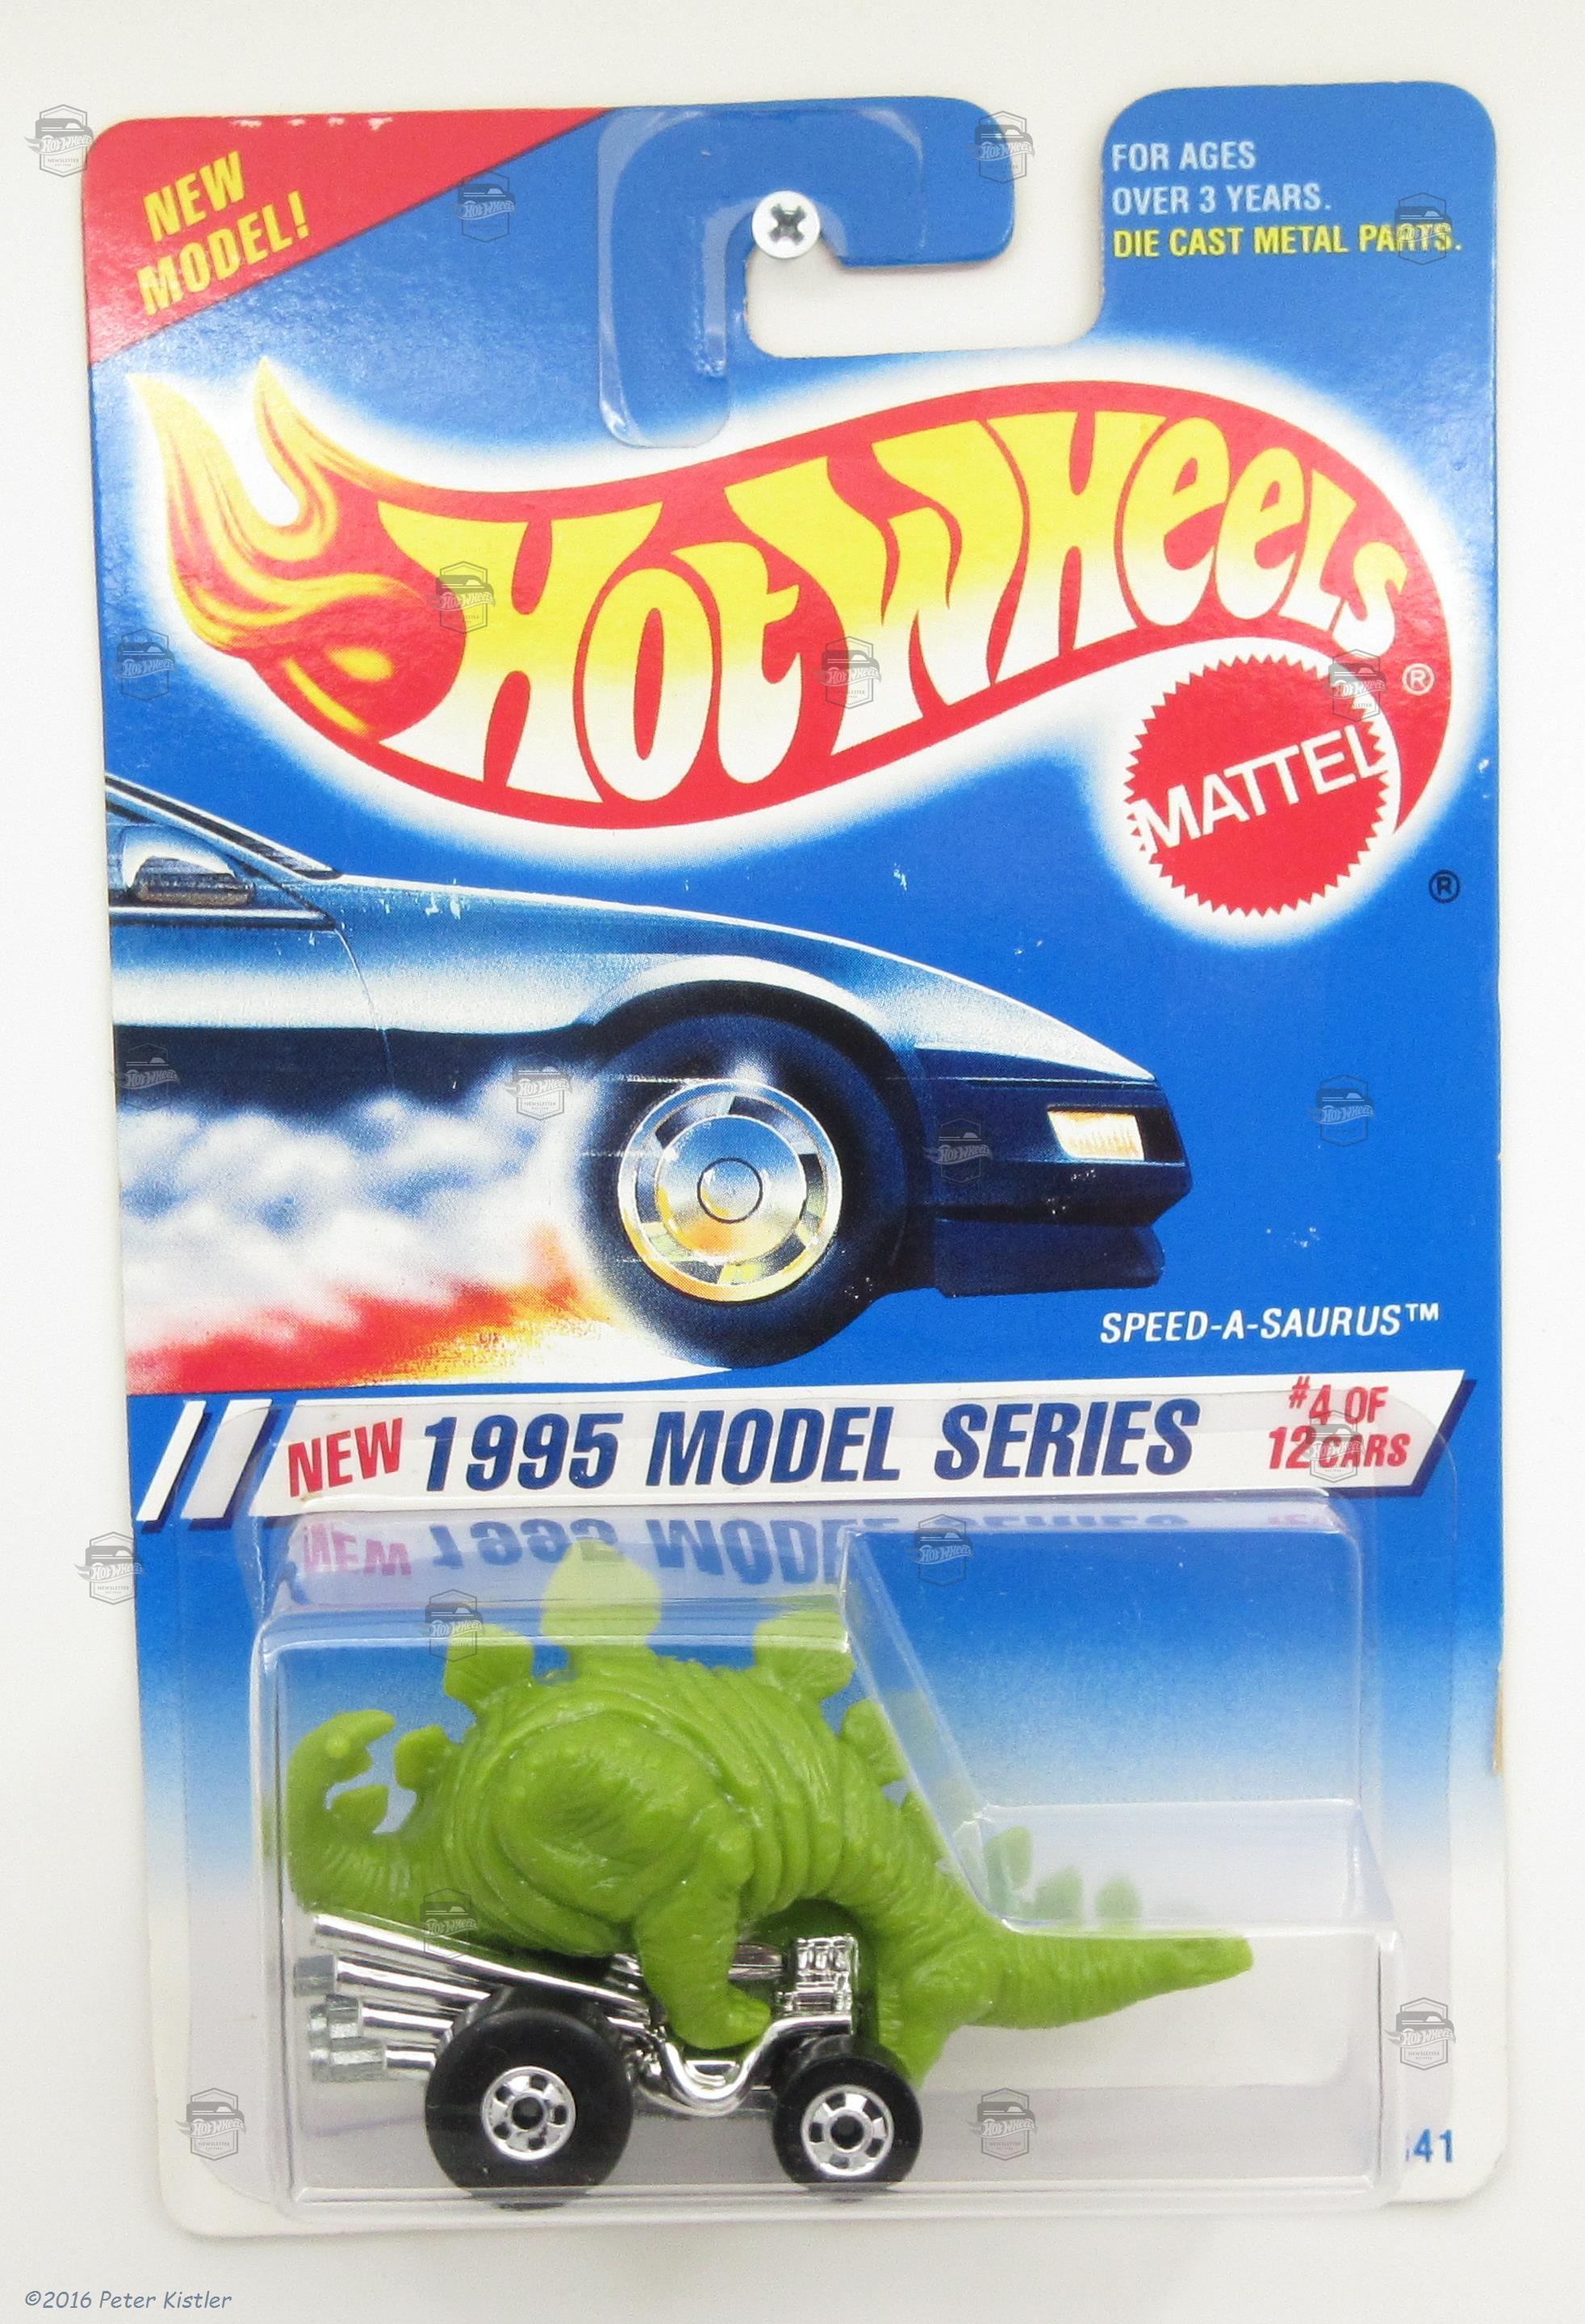 NEW
MODEL!
FOR AGES
OVER 3 YEARS.
DIE CAST METAL PARTS.
HOT WHEELS
®
MATTEL
®
SPEED-A-SAURUS™
NEW 1995 MODEL SERIES
#4 OF
12 CARS
41
©2016 Peter Kistler